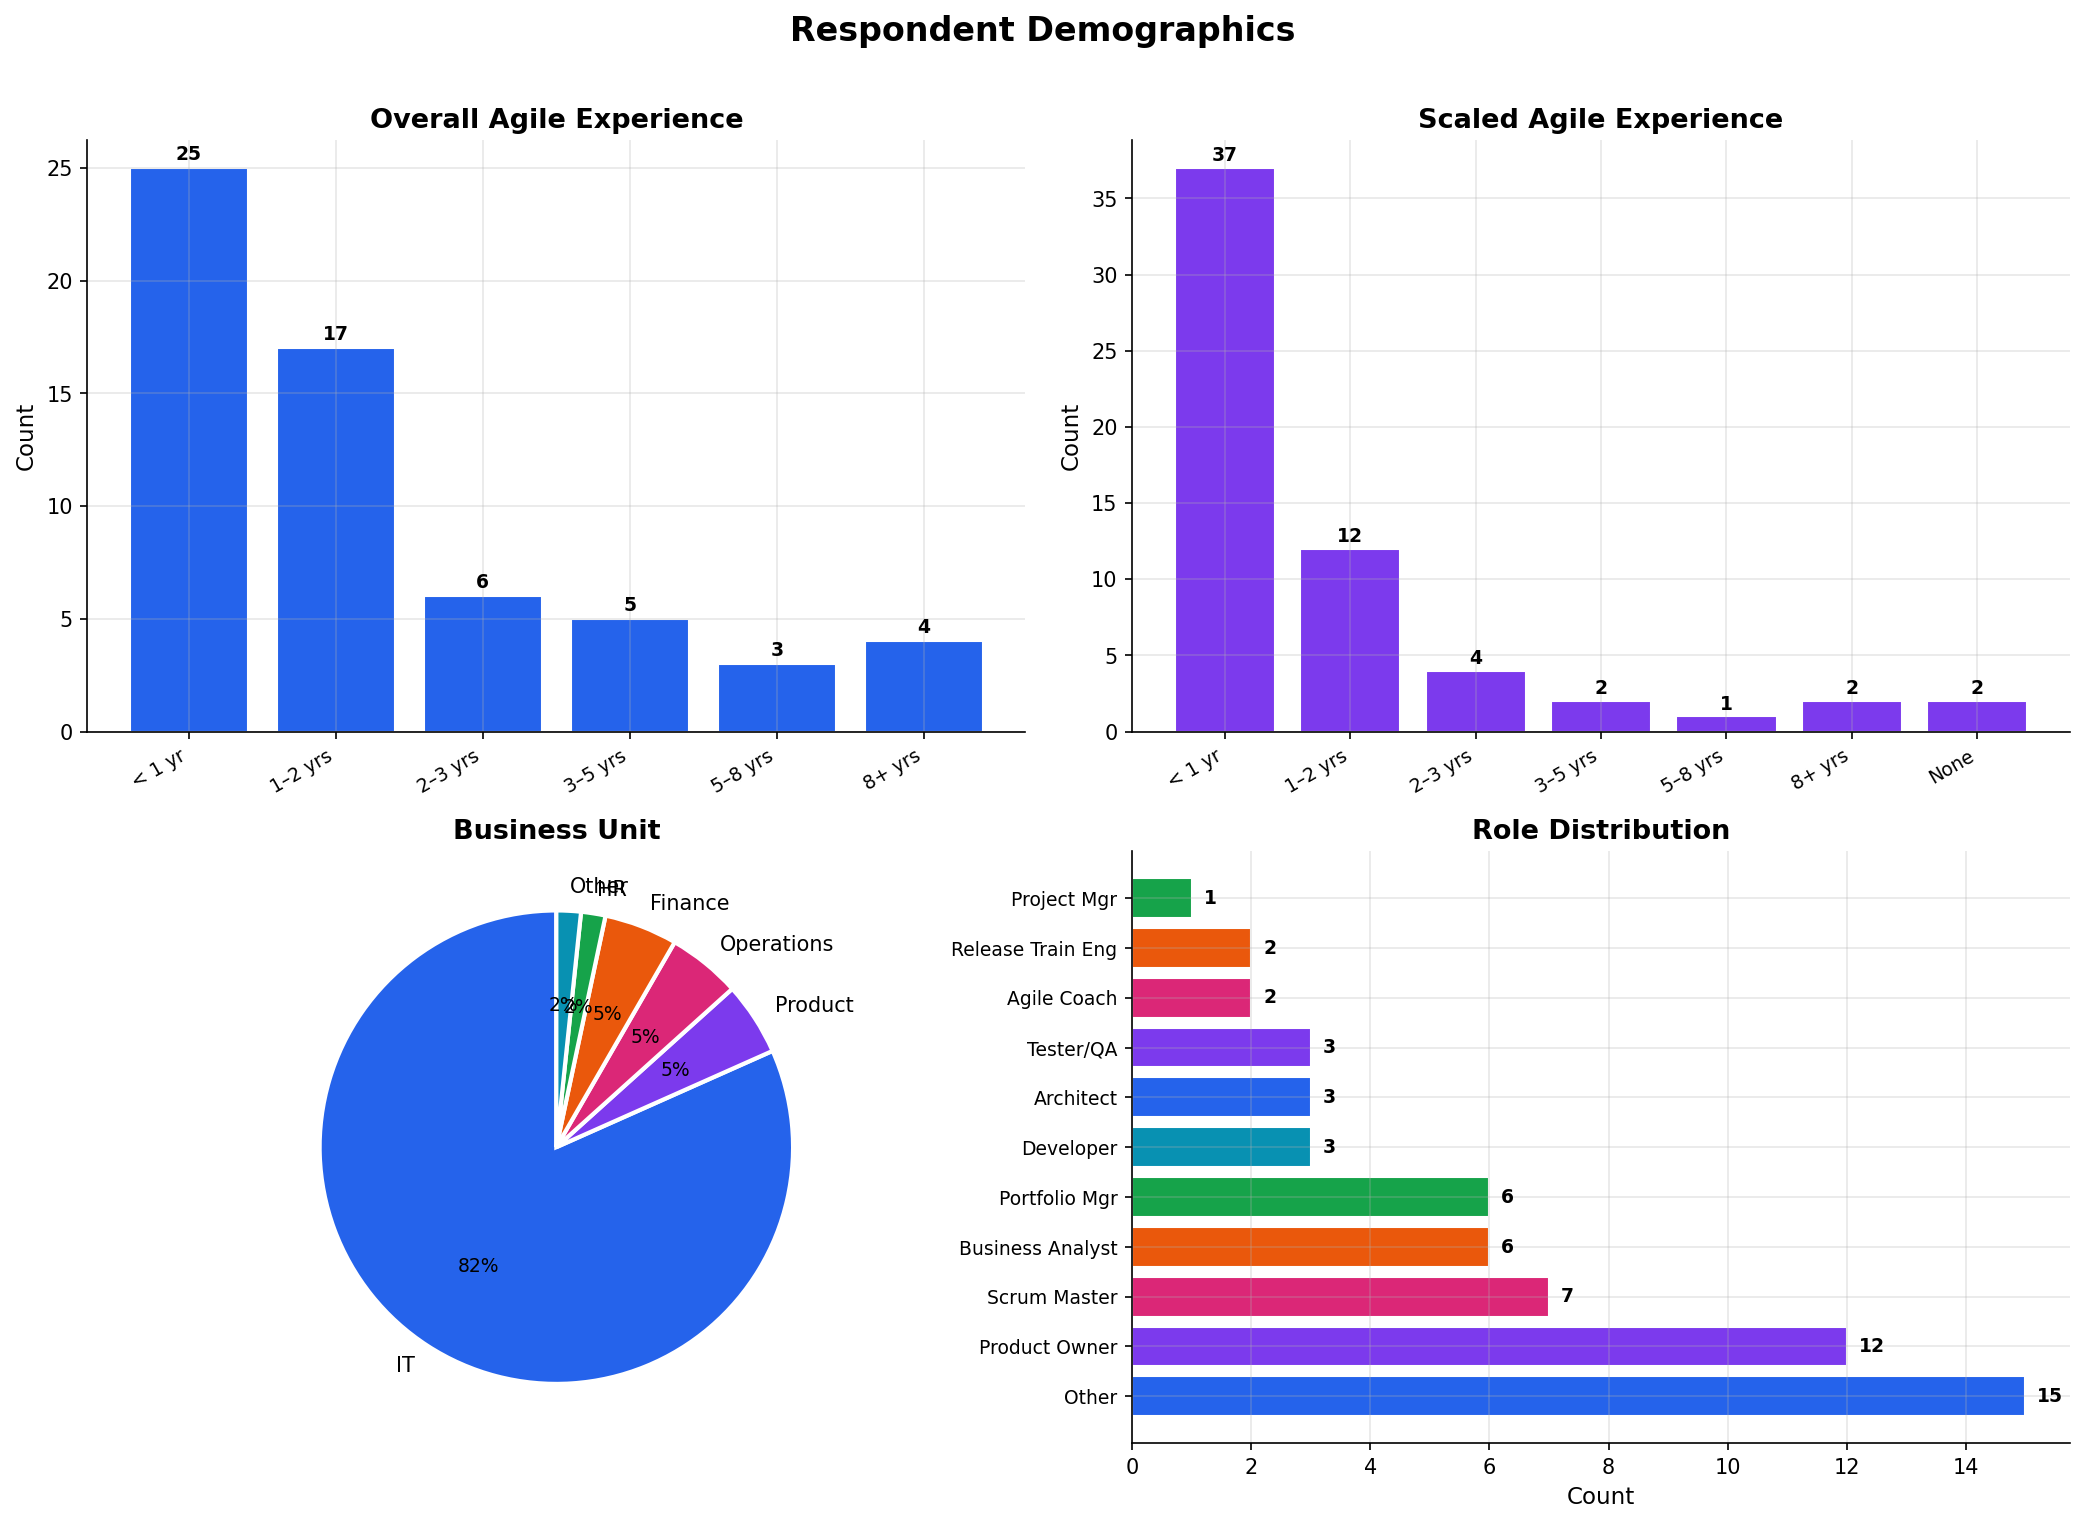 Respondent Demographics
Overall Agile Experience
Count
25
20
15
10
5
0
25
17
6
5
3
4
< 1 yr
1–2 yrs
2–3 yrs
3–5 yrs
5–8 yrs
8+ yrs
Scaled Agile Experience
Count
35
30
25
20
15
10
5
0
37
12
4
2
1
2
2
< 1 yr
1–2 yrs
2–3 yrs
3–5 yrs
5–8 yrs
8+ yrs
None
Business Unit
Other
HR
Finance
Operations
Product
IT
2%
2%
5%
5%
5%
82%
Role Distribution
Project Mgr 1
Release Train Eng 2
Agile Coach 2
Tester/QA 3
Architect 3
Developer 3
Portfolio Mgr 6
Business Analyst 6
Scrum Master 7
Product Owner 12
Other 15
0 2 4 6 8 10 12 14
Count